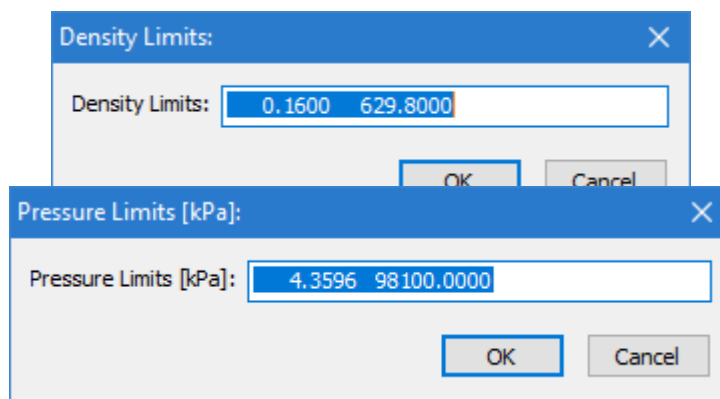 Density Limits:
Density Limits: 0.1600 629.8000
OK Cancel
Pressure Limits [kPa]:
Pressure Limits [kPa]: 4.3596 98100.0000
OK Cancel